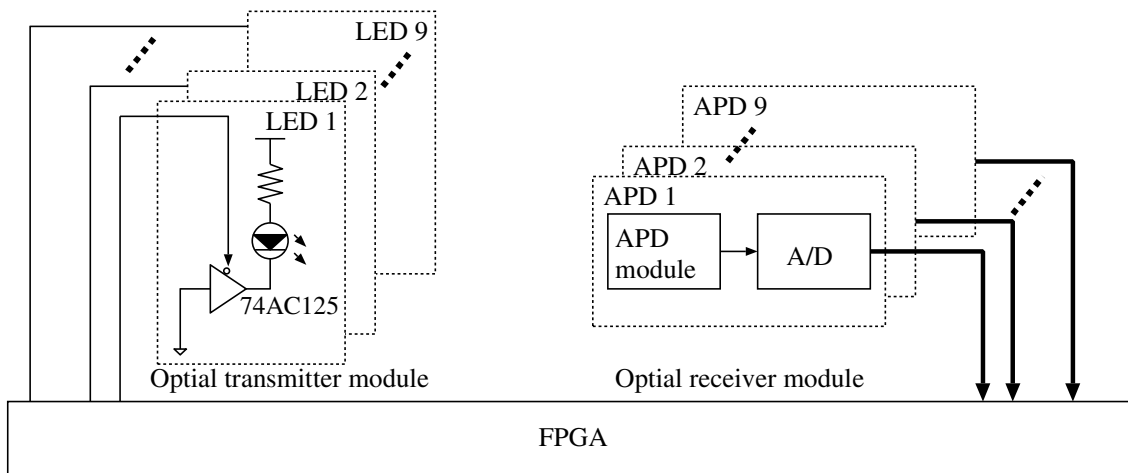 LED 9
LED 2
LED 1
74AC125
Optial transmitter module
APD 9
APD 2
APD 1
APD
module
A/D
Optial receiver module
FPGA